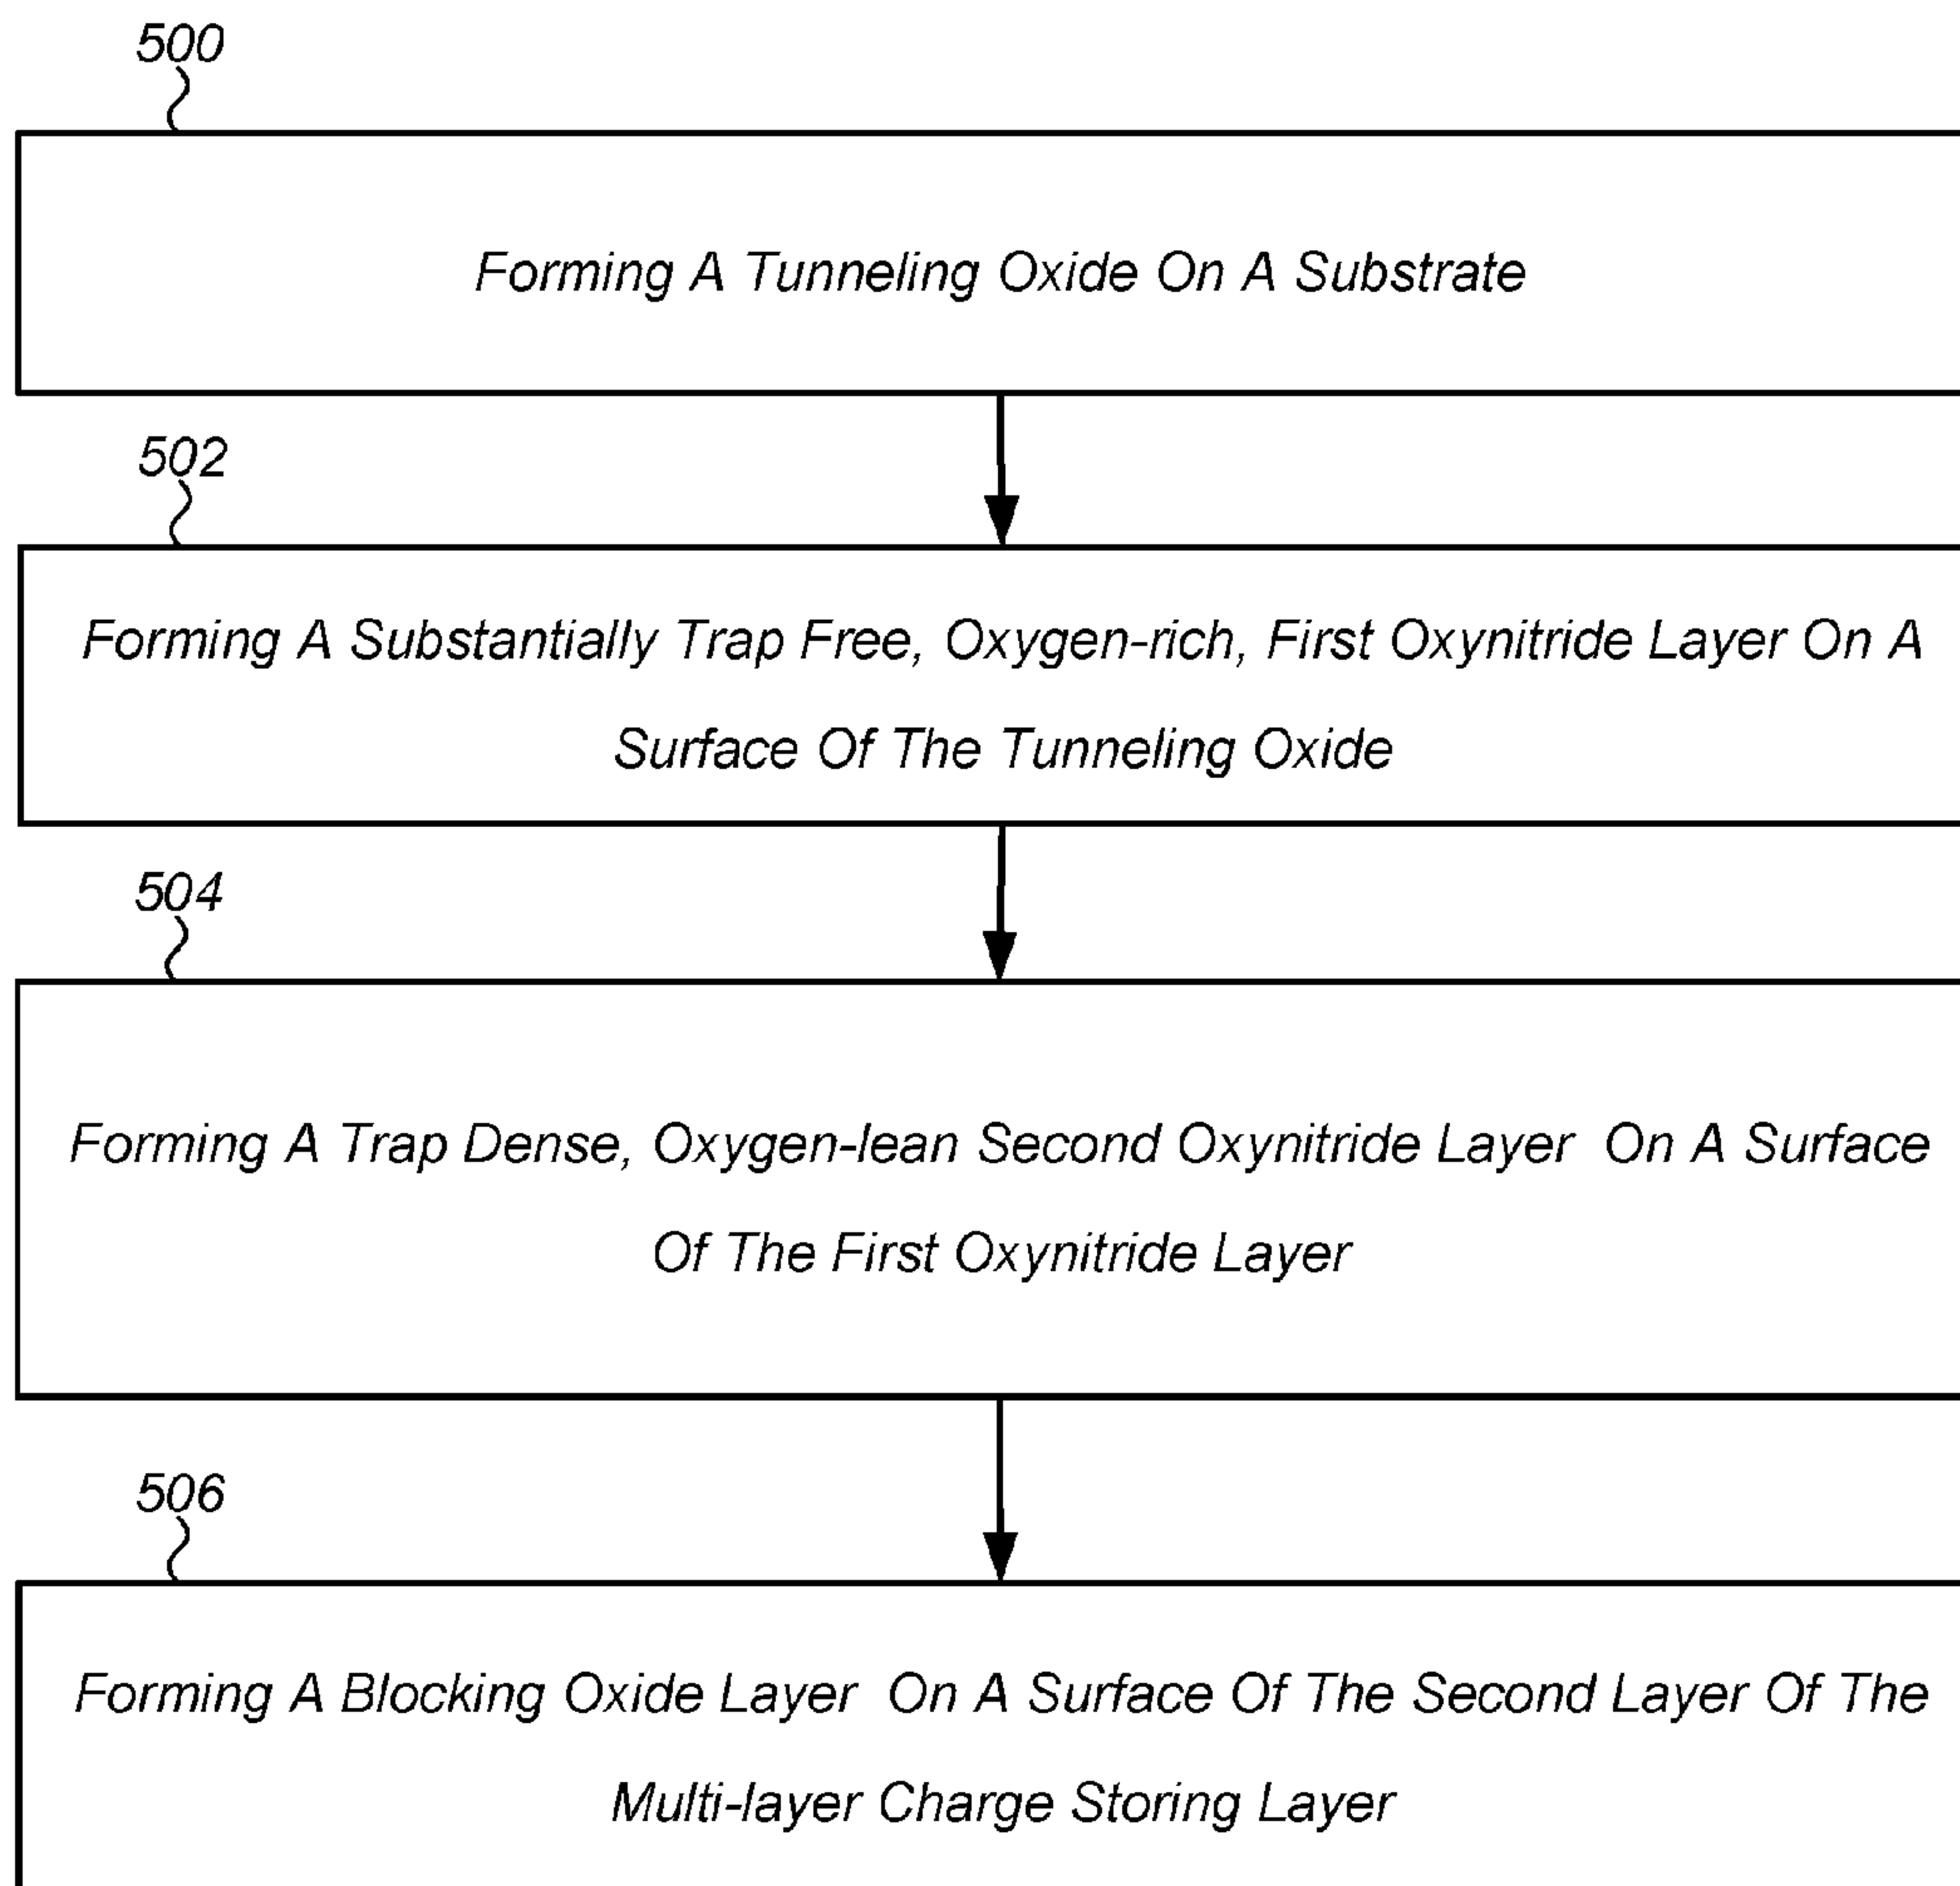 500
Forming A Tunneling Oxide On A Substrate
502
Forming A Substantially Trap Free, Oxygen-rich, First Oxynitride Layer On A
Surface Of The Tunneling Oxide
504
Forming A Trap Dense, Oxygen-lean Second Oxynitride Layer On A Surface
Of The First Oxynitride Layer
506
Forming A Blocking Oxide Layer On A Surface Of The Second Layer Of The
Multi-layer Charge Storing Layer